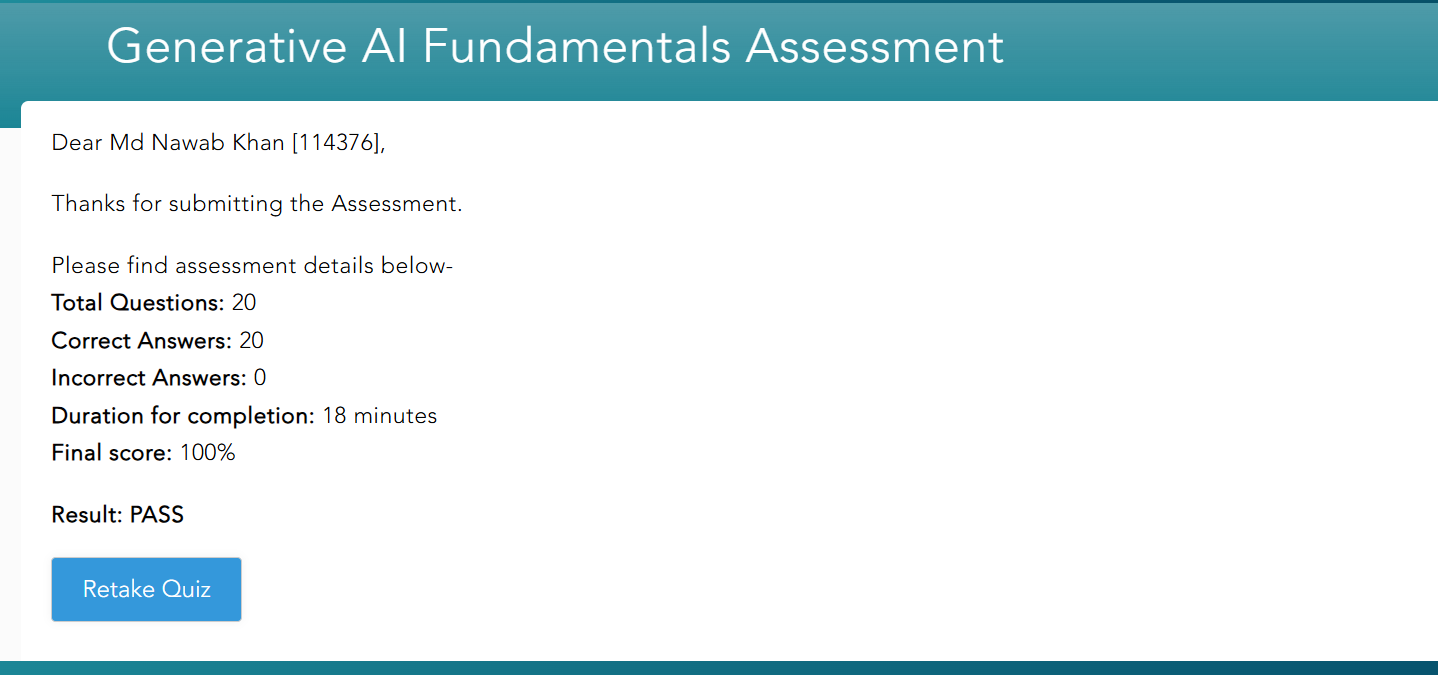 Generative AI Fundamentals Assessment
Dear Md Nawab Khan [114376],
Thanks for submitting the Assessment.
Please find assessment details below-
Total Questions: 20
Correct Answers: 20
Incorrect Answers: 0
Duration for completion: 18 minutes
Final score: 100%
Result: PASS
Retake Quiz